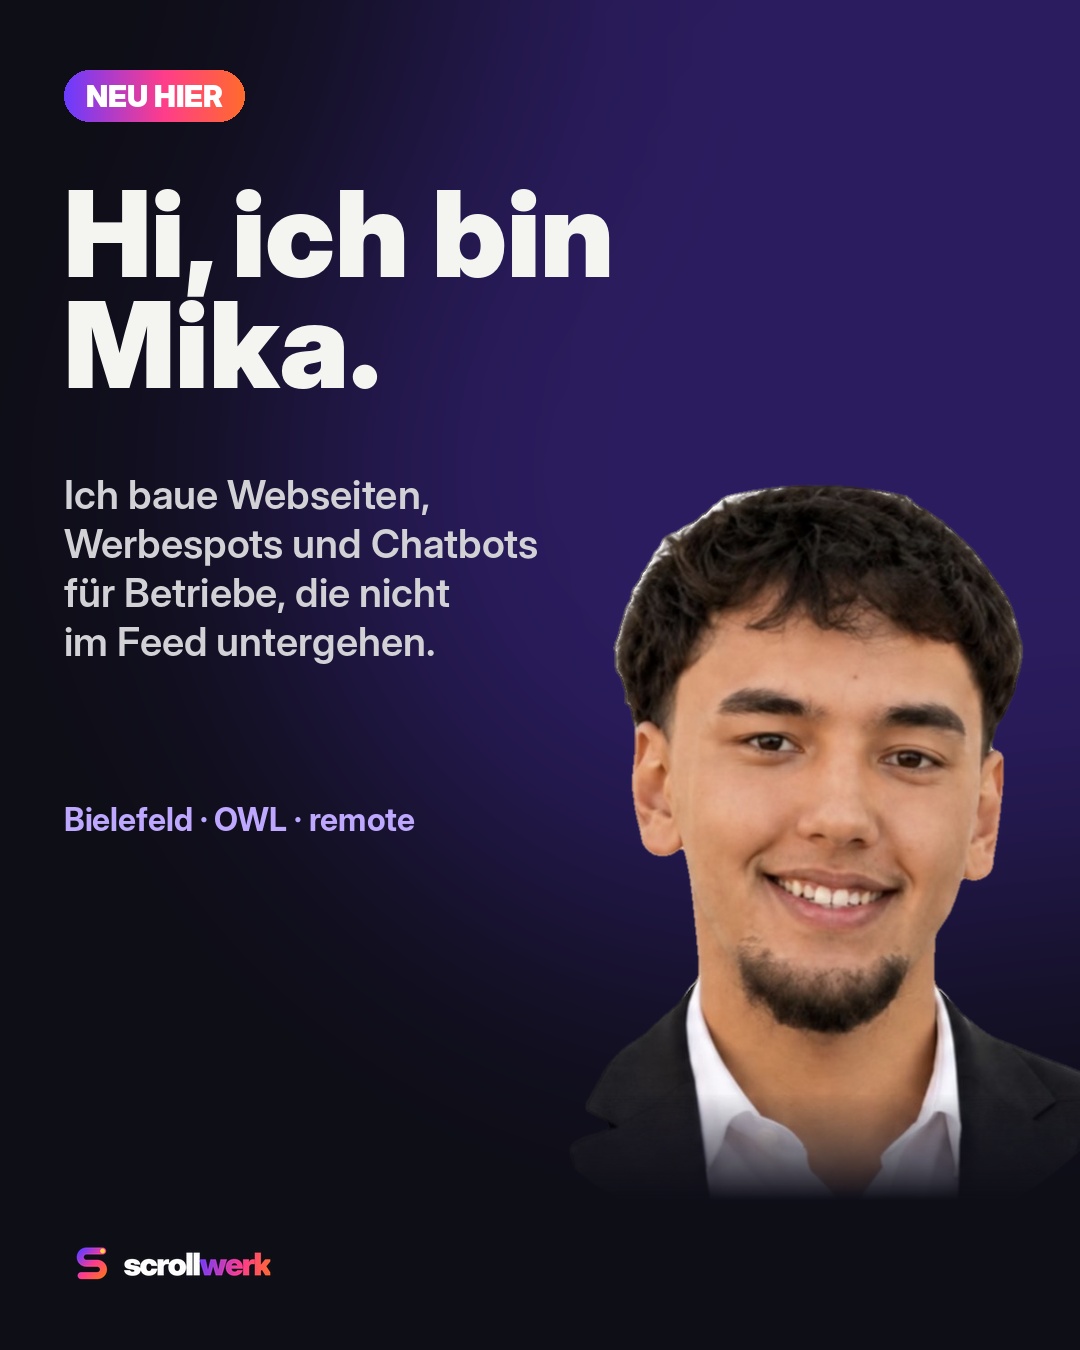 NEU HIER
Hi, ich bin
Mika.
Ich baue Webseiten,
Werbespots und Chatbots
für Betriebe, die nicht
im Feed untergehen.
Bielefeld · OWL · remote
scrollwerk